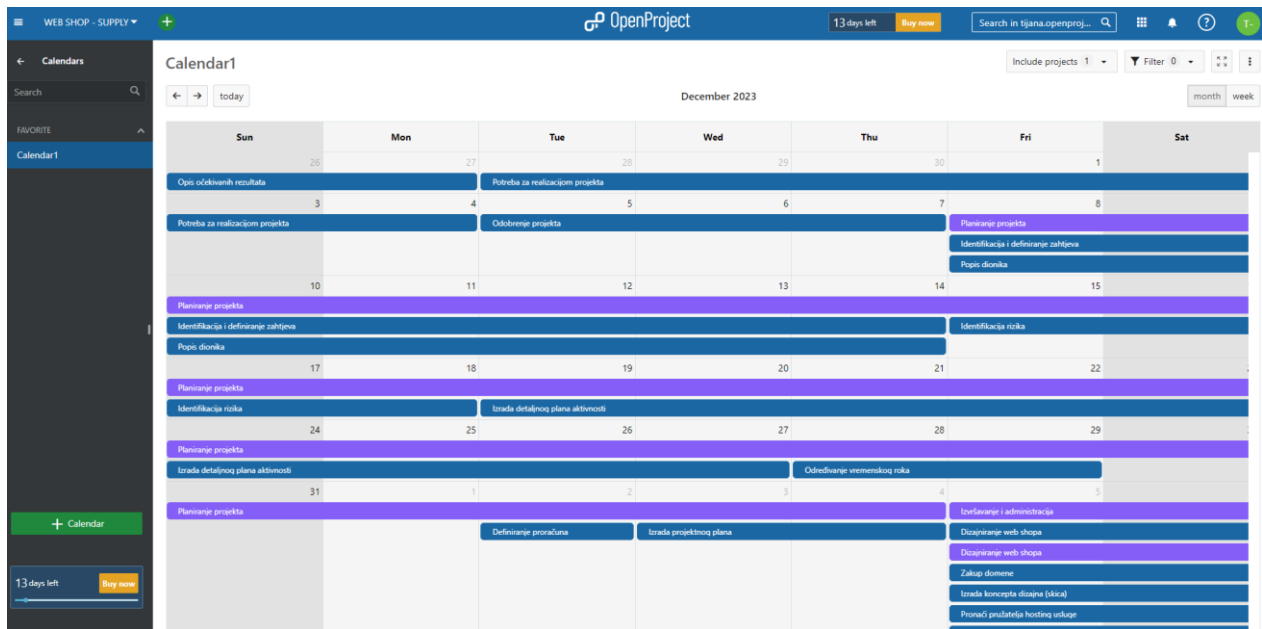 WEB SHOP - SUPPLY
OpenProject
13 days left
Buy now
Search in tijana.openproj...
?
T-
Calendars
Search
FAVORITE
Calendar1
+ Calendar
13 days left
Buy now
Calendar1
Include projects 1
Filter 0
today
December 2023
month week
Sun Mon Tue Wed Thu Fri Sat
26 27 28 29 30 1
Opis očekivanih rezultata
Potreba za realizacijom projekta
3 4 5 6 7 8
Potreba za realizacijom projekta
Odobrenje projekta
Planiranje projekta
Identifikacija i definiranje zahtjeva
Popis dionika
10 11 12 13 14 15
Planiranje projekta
Identifikacija i definiranje zahtjeva
Identifikacija rizika
Popis dionika
17 18 19 20 21 22
Planiranje projekta
Identifikacija rizika
Izrada detaljnog plana aktivnosti
24 25 26 27 28 29
Planiranje projekta
Izrada detaljnog plana aktivnosti
Određivanje vremenskog roka
31 1 2 3 4 5
Planiranje projekta
Izvršavanje i administracija
Definiranje proračuna
Izrada projektnog plana
Dizajniranje web shopa
Dizajniranje web shopa
Zakup domene
Izrada koncepta dizajna (skica)
Pronaći pružatelja hosting usluge